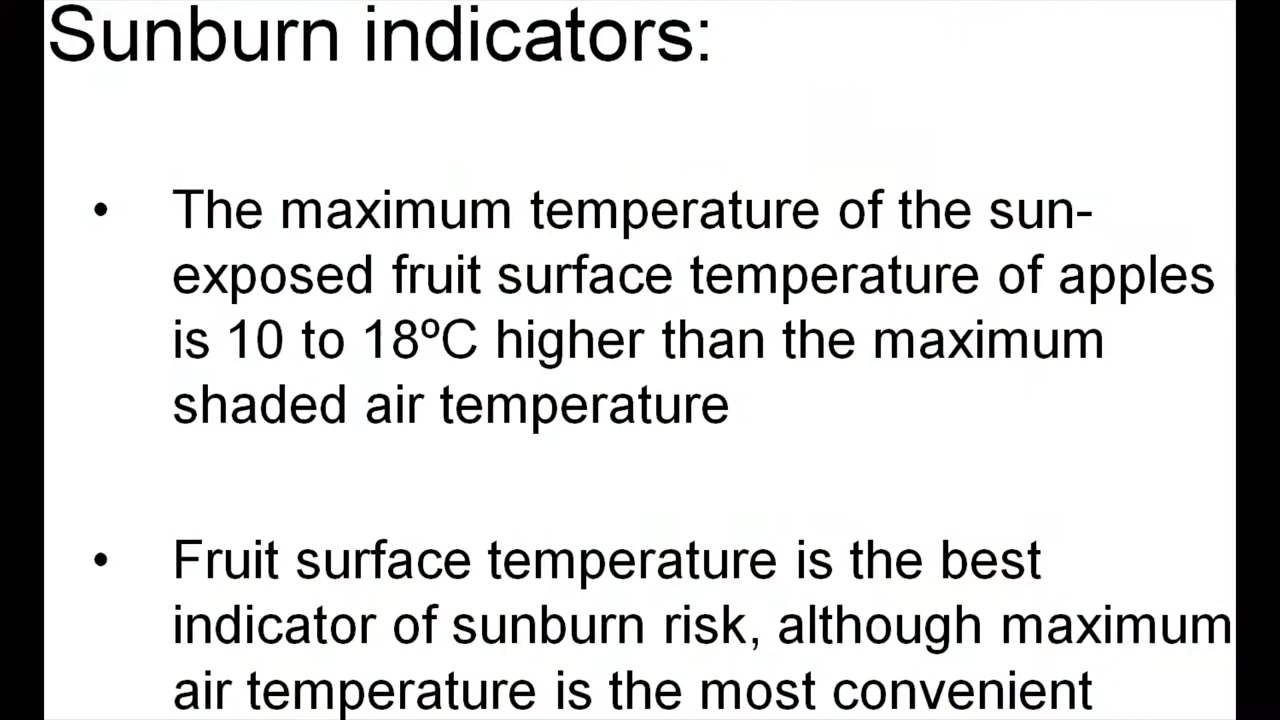 Sunburn indicators:
• The maximum temperature of the sun-
exposed fruit surface temperature of apples
is 10 to 18ºC higher than the maximum
shaded air temperature
• Fruit surface temperature is the best
indicator of sunburn risk, although maximum
air temperature is the most convenient